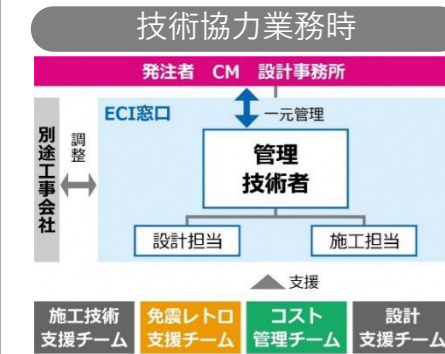 技術協力業務時
発注者 CM 設計事務所
ECI窓口
一元管理
別途工事会社
調整
管理
技術者
設計担当
施工担当
支援
施工技術
支援チーム
免震レトロ
支援チーム
コスト
管理チーム
設計
支援チーム